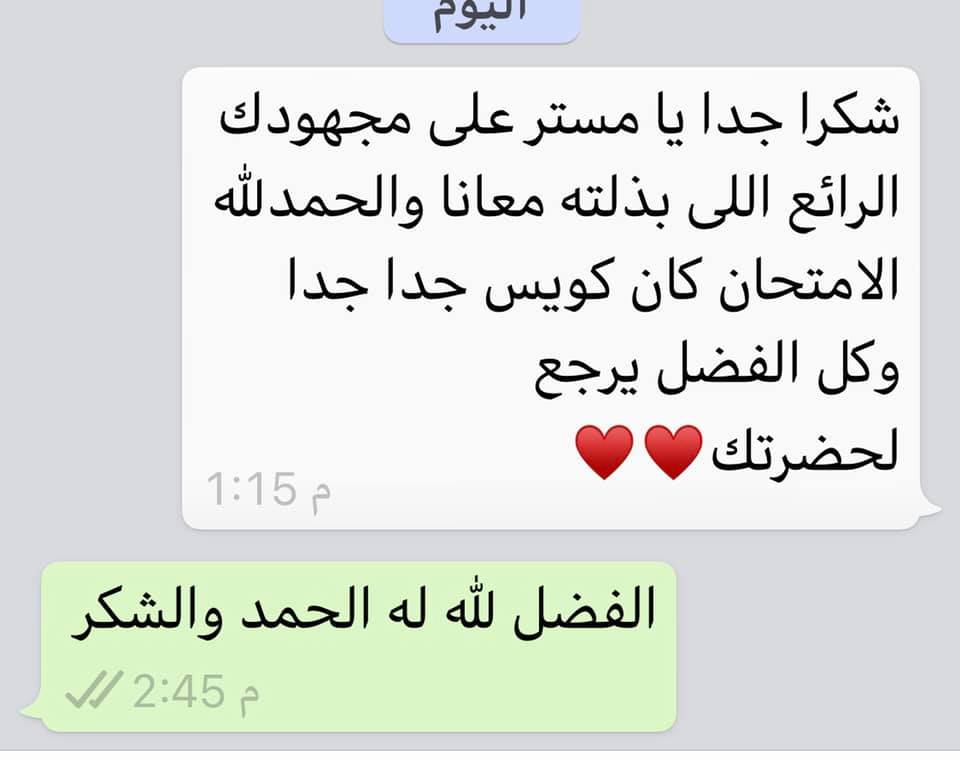 اليوم
شكرا جدا يا مستر على مجهودك
الرائع اللى بذلته معانا والحمدلله
الامتحان كان كويس جدا جدا
وكل الفضل يرجع
لحضرتك♥️♥️
1:15 م
الفضل لله له الحمد والشكر
2:45 م